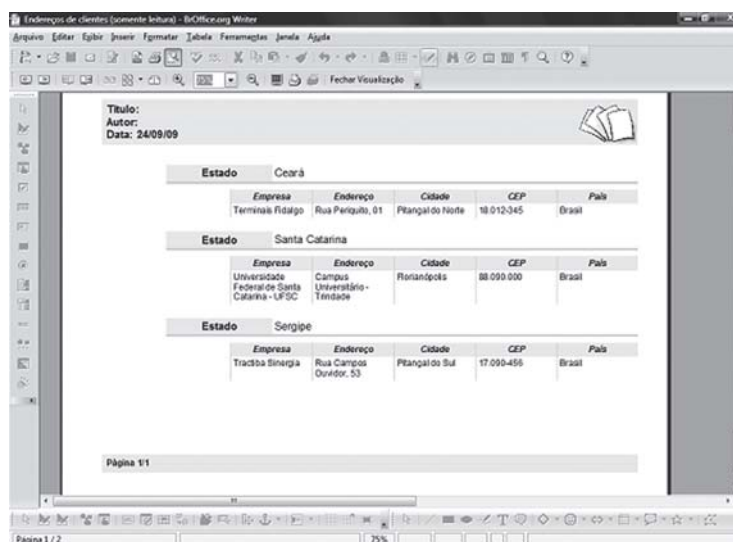 Endereços de clientes (somente leitura) - BrOffice.org Writer
Arquivo Editar Exibir Inserir Formatar Tabela Ferramentas Janela Ajuda
Fechar Visualização
Título:
Autor:
Data: 24/09/09
Estado Ceará
Empresa Endereço Cidade CEP País
Terminais Fidalgo Rua Periquito, 01 Pitangal do Norte 18.012-345 Brasil
Estado Santa Catarina
Empresa Endereço Cidade CEP País
Universidade Campus Florianópolis 88.090.000 Brasil
Federal de Santa Universitário -
Catarina - UFSC Trindade
Estado Sergipe
Empresa Endereço Cidade CEP País
Tractiba Sinergia Rua Campos Pitangal do Sul 17.090-456 Brasil
Ouvidor, 53
Página 1/1
Página 1 / 2 75%